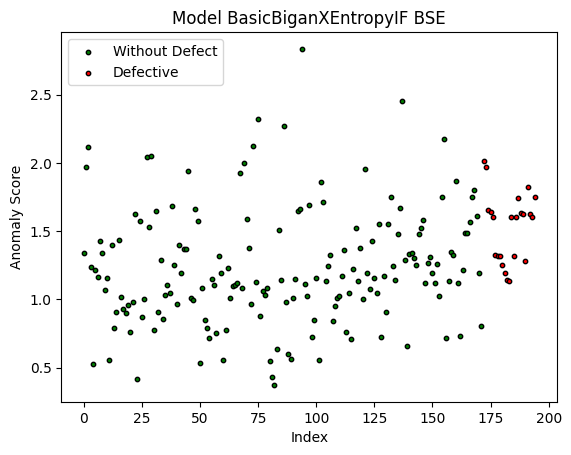 Model BasicBiganXEntropyIF BSE
Without Defect
Defective
Anomaly Score
2.5
2.0
1.5
1.0
0.5
0 25 50 75 100 125 150 175 200
Index